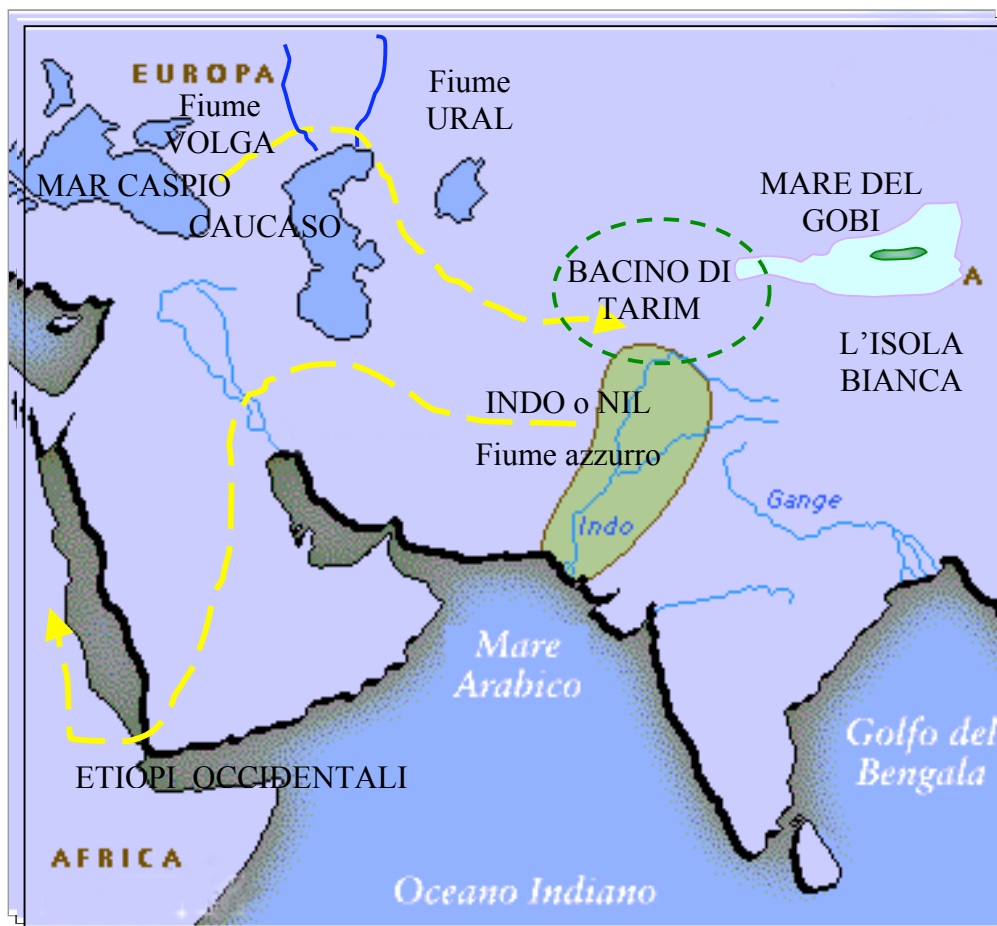 EUROPA
Fiume
VOLGA
Fiume
URAL
MAR CASPIO
CAUCASO
MARE DEL
GOBI
BACINO DI
TARIM
A
L'ISOLA
BIANCA
INDO o NIL
Fiume azzurro
Indo
Gange
Mare
Arabico
Golfo del
Bengala
ETIOPI OCCIDENTALI
AFRICA
Oceano Indiano